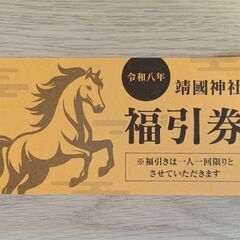 令和八年
靖國神社
福引券
※福引きは一人一回限りと
させていただきます